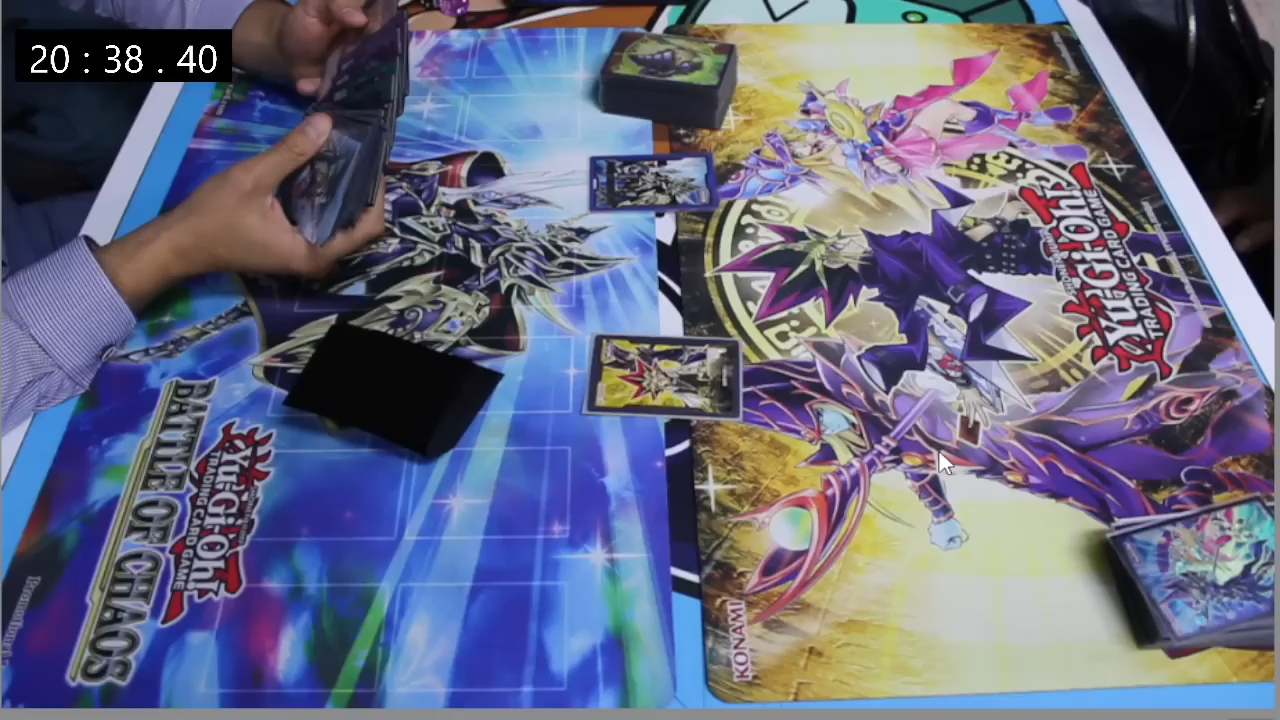 20 : 38 . 40
Yu-Gi-Oh!
TRADING CARD GAME
BATTLE OF CHAOS
Yu-Gi-Oh!
TRADING CARD GAME
KONAMI